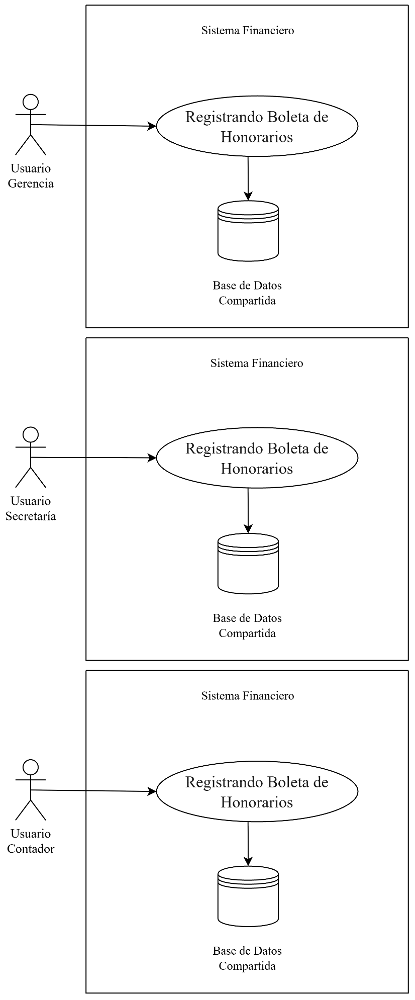 Sistema Financiero
Registrando Boleta de
Honorarios
Usuario
Gerencia
Base de Datos
Compartida
Sistema Financiero
Registrando Boleta de
Honorarios
Usuario
Secretaría
Base de Datos
Compartida
Sistema Financiero
Registrando Boleta de
Honorarios
Usuario
Contador
Base de Datos
Compartida